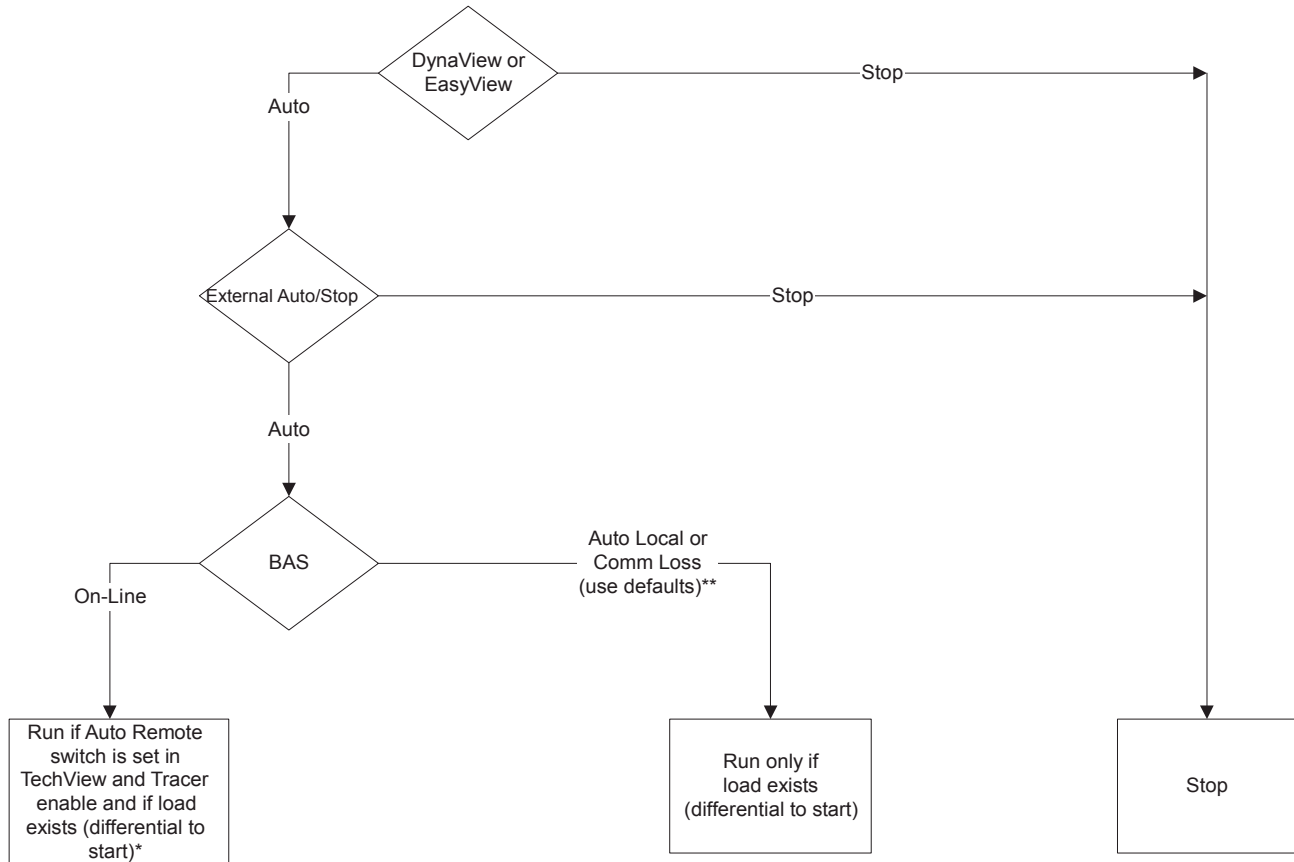 DynaView or
EasyView
Stop
Auto
External Auto/Stop
Stop
Auto
BAS
Auto Local or
Comm Loss
(use defaults)**
On-Line
Run if Auto Remote
switch is set in
TechView and Tracer
enable and if load
exists (differential to
start)*
Run only if
load exists
(differential to start)
Stop